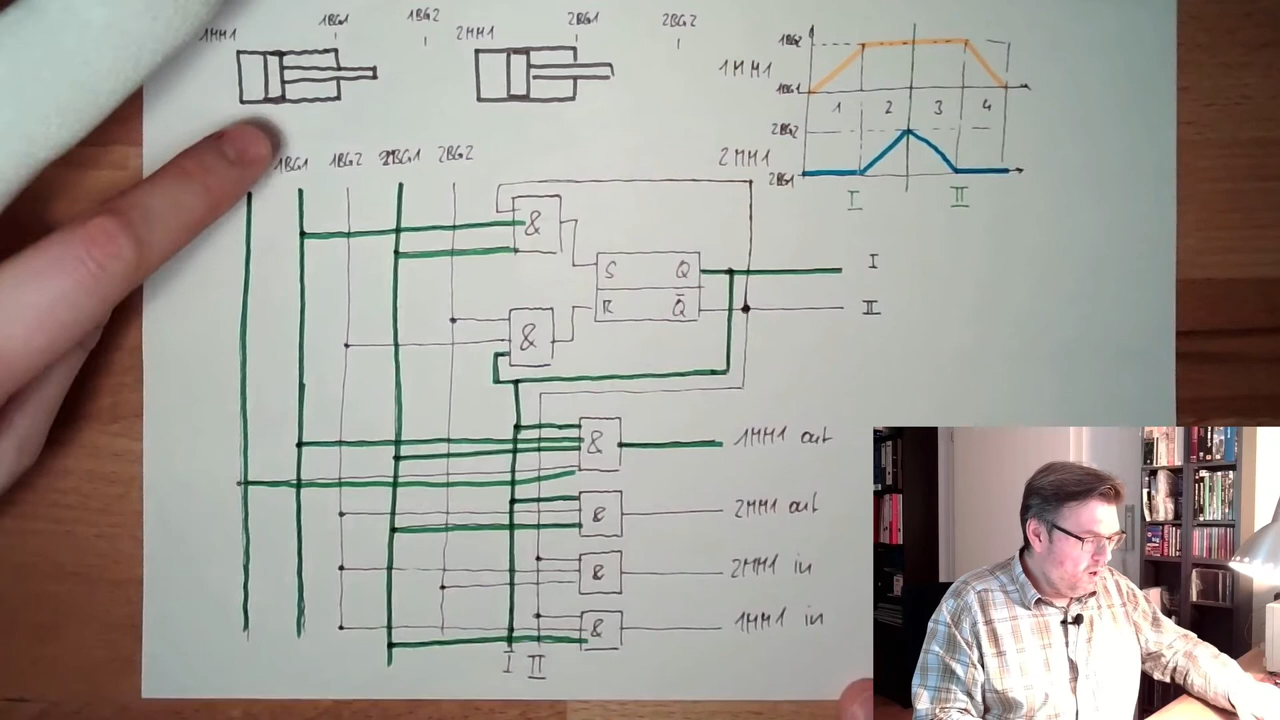 1MM1 1BG1 1BG2 2MM1 2BG1 2BG2
1BG2
1MM1
1BG1
1 2 3 4
2BG2
2MM1
2BG1
I II
1BG1 1BG2 2BG1 2BG2
&
S Q I
R Q̄ II
&
& 1MM1 out
& 2MM1 out
& 2MM1 in
& 1MM1 in
I II